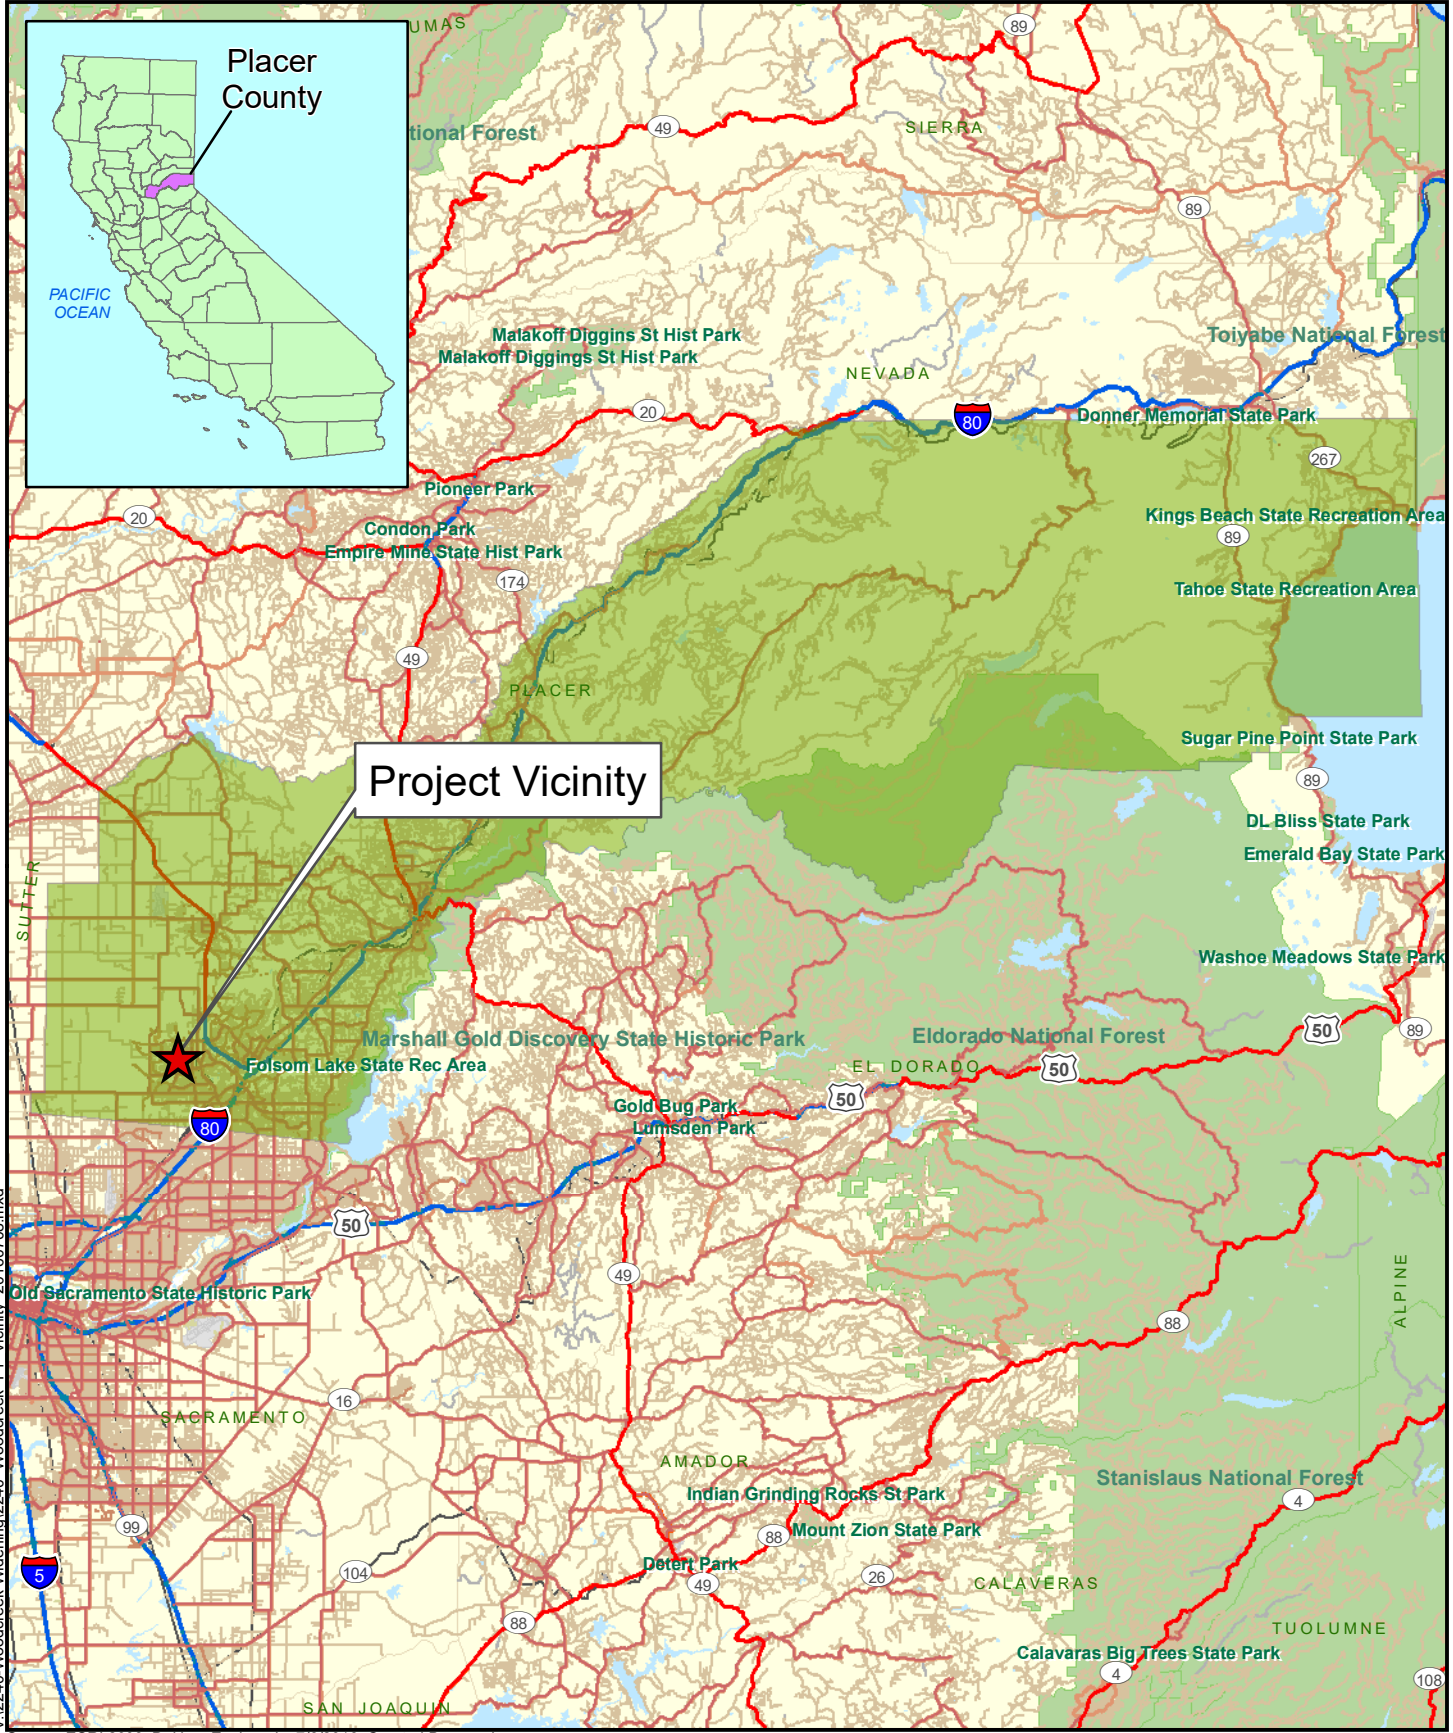 UMAS
89
Placer
County
49
SIERRA
tional Forest
89
PACIFIC
OCEAN
Malakoff Diggins St Hist Park
Toiyabe National Forest
Malakoff Diggings St Hist Park
NEVADA
20
80
Donner Memorial State Park
267
Pioneer Park
20
Condon Park
Kings Beach State Recreation Area
89
Empire Mine State Hist Park
174
Tahoe State Recreation Area
49
PLACER
Sugar Pine Point State Park
Project Vicinity
89
DL Bliss State Park
Emerald Bay State Park
SUTTER
Washoe Meadows State Park
50
89
Marshall Gold Discovery State Historic Park
Eldorado National Forest
Folsom Lake State Rec Area
EL DORADO
50
50
Gold Bug Park
80
Lumsden Park
50
49
Old Sacramento State Historic Park
ALPINE
88
16
SACRAMENTO
AMADOR
Stanislaus National Forest
Indian Grinding Rocks St Park
4
99
88
Mount Zion State Park
Detert Park
5
104
49
26
CALAVERAS
88
TUOLUMNE
Calavaras Big Trees State Park
4
108
SAN JOAQUIN